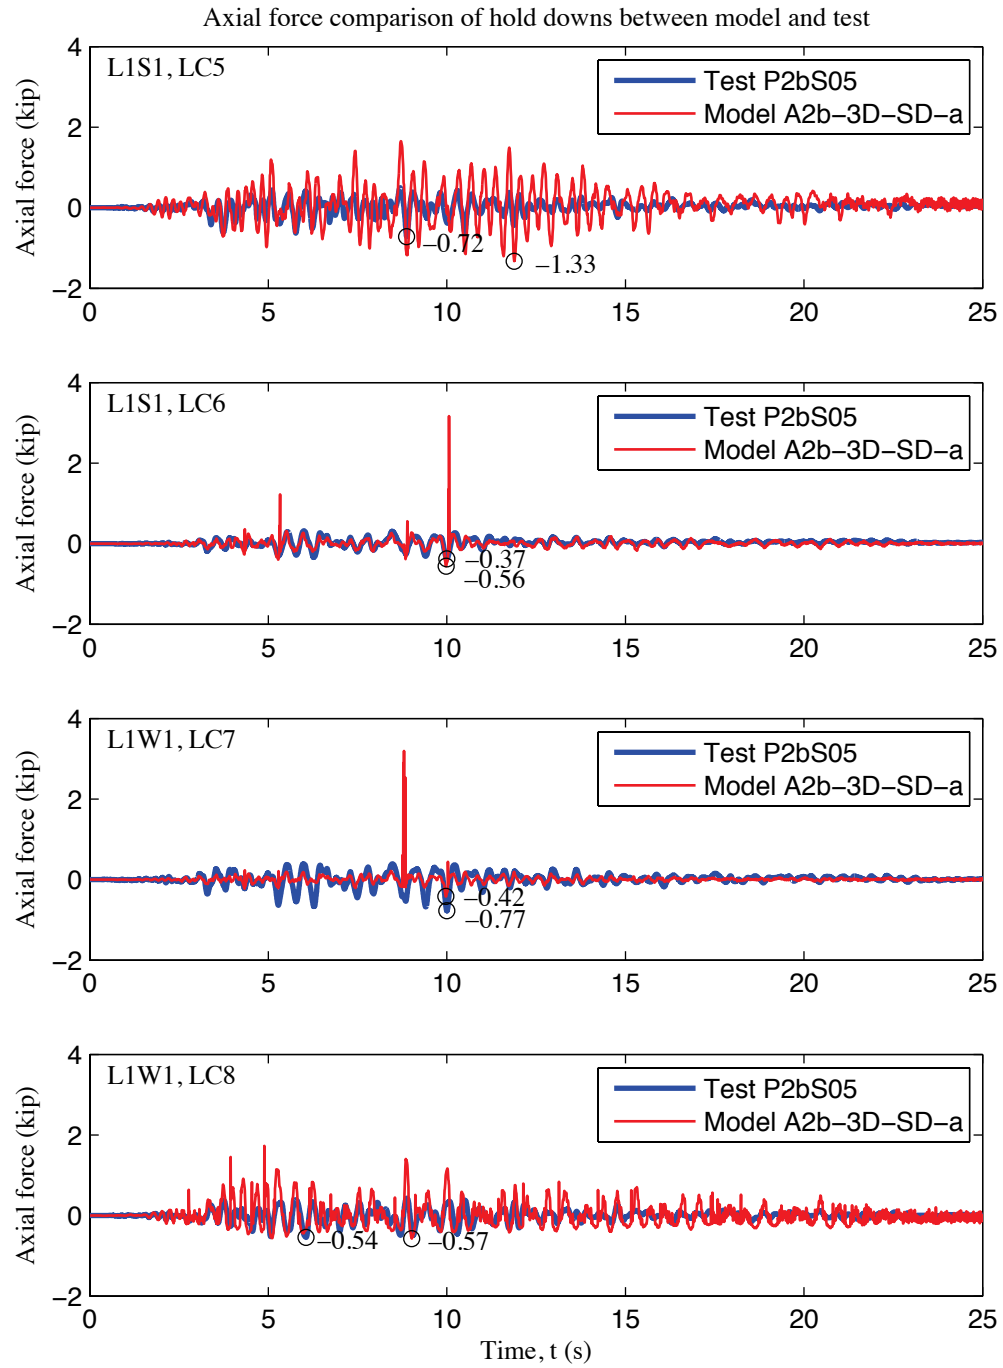 Axial force comparison of hold downs between model and test
4
2
0
−2
Axial force (kip)
L1S1, LC5
Test P2bS05
Model A2b−3D−SD−a
−0.72
−1.33
0 5 10 15 20 25
4
2
0
−2
Axial force (kip)
L1S1, LC6
Test P2bS05
Model A2b−3D−SD−a
−0.37
−0.56
0 5 10 15 20 25
4
2
0
−2
Axial force (kip)
L1W1, LC7
Test P2bS05
Model A2b−3D−SD−a
−0.42
−0.77
0 5 10 15 20 25
4
2
0
−2
Axial force (kip)
L1W1, LC8
Test P2bS05
Model A2b−3D−SD−a
−0.54 −0.57
0 5 10 15 20 25
Time, t (s)